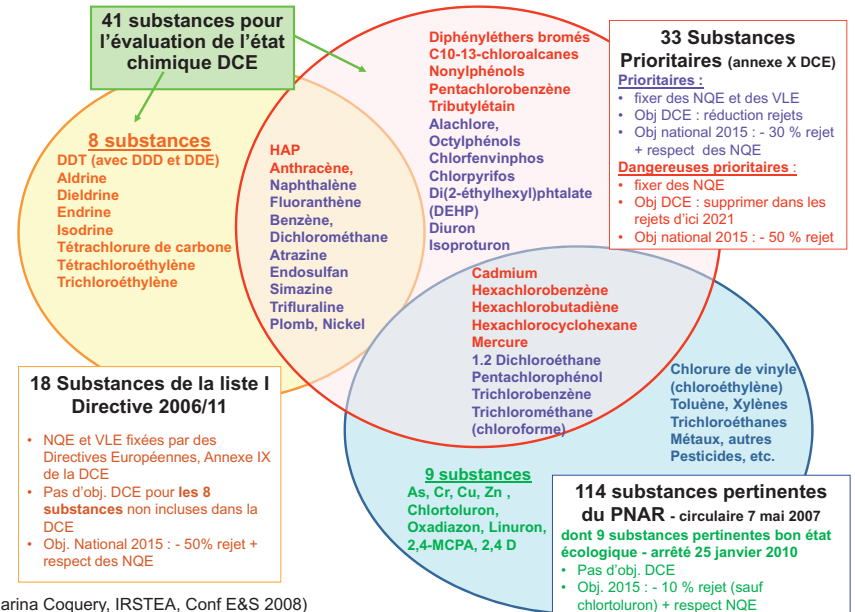 41 substances pour
l’évaluation de l’état
chimique DCE
8 substances
DDT (avec DDD et DDE)
Aldrine
Dieldrine
Endrine
Isodrine
Tétrachlorure de carbone
Tétrachloroéthylène
Trichloroéthylène
HAP
Anthracène,
Naphthalène
Fluoranthène
Benzène,
Dichlorométhane
Atrazine
Endosulfan
Simazine
Trifluraline
Plomb, Nickel
Diphényléthers bromés
C10-13-chloroalcanes
Nonylphénols
Pentachlorobenzène
Tributylétain
Alachlore,
Octylphénols
Chlorfenvinphos
Chlorpyrifos
Di(2-éthylhexyl)phtalate
(DEHP)
Diuron
Isoproturon
33 Substances
Prioritaires (annexe X DCE)
Prioritaires :
• fixer des NQE et des VLE
• Obj DCE : réduction rejets
• Obj national 2015 : - 30 % rejet
+ respect des NQE
Dangereuses prioritaires :
• fixer des NQE
• Obj DCE : supprimer dans les
rejets d’ici 2021
• Obj national 2015 : - 50 % rejet
Cadmium
Hexachlorobenzène
Hexachlorobutadiène
Hexachlorocyclohexane
Mercure
1.2 Dichloroéthane
Pentachlorophénol
Trichlorobenzène
Trichlorométhane
(chloroforme)
Chlorure de vinyle
(chloroéthylène)
Toluène, Xylènes
Trichloroéthanes
Métaux, autres
Pesticides, etc.
18 Substances de la liste I
Directive 2006/11
• NQE et VLE fixées par des
Directives Européennes, Annexe IX
de la DCE
• Pas d’obj. DCE pour les 8
substances non incluses dans la
DCE
• Obj. National 2015 : - 50% rejet +
respect des NQE
9 substances
As, Cr, Cu, Zn ,
Chlortoluron,
Oxadiazon, Linuron,
2,4-MCPA, 2,4 D
114 substances pertinentes
du PNAR - circulaire 7 mai 2007
dont 9 substances pertinentes bon état
écologique - arrêté 25 janvier 2010
• Pas d’obj. DCE
• Obj. 2015 : - 10 % rejet (sauf
chlortoluron) + respect NQE
arina Coquery, IRSTEA, Conf E&S 2008)